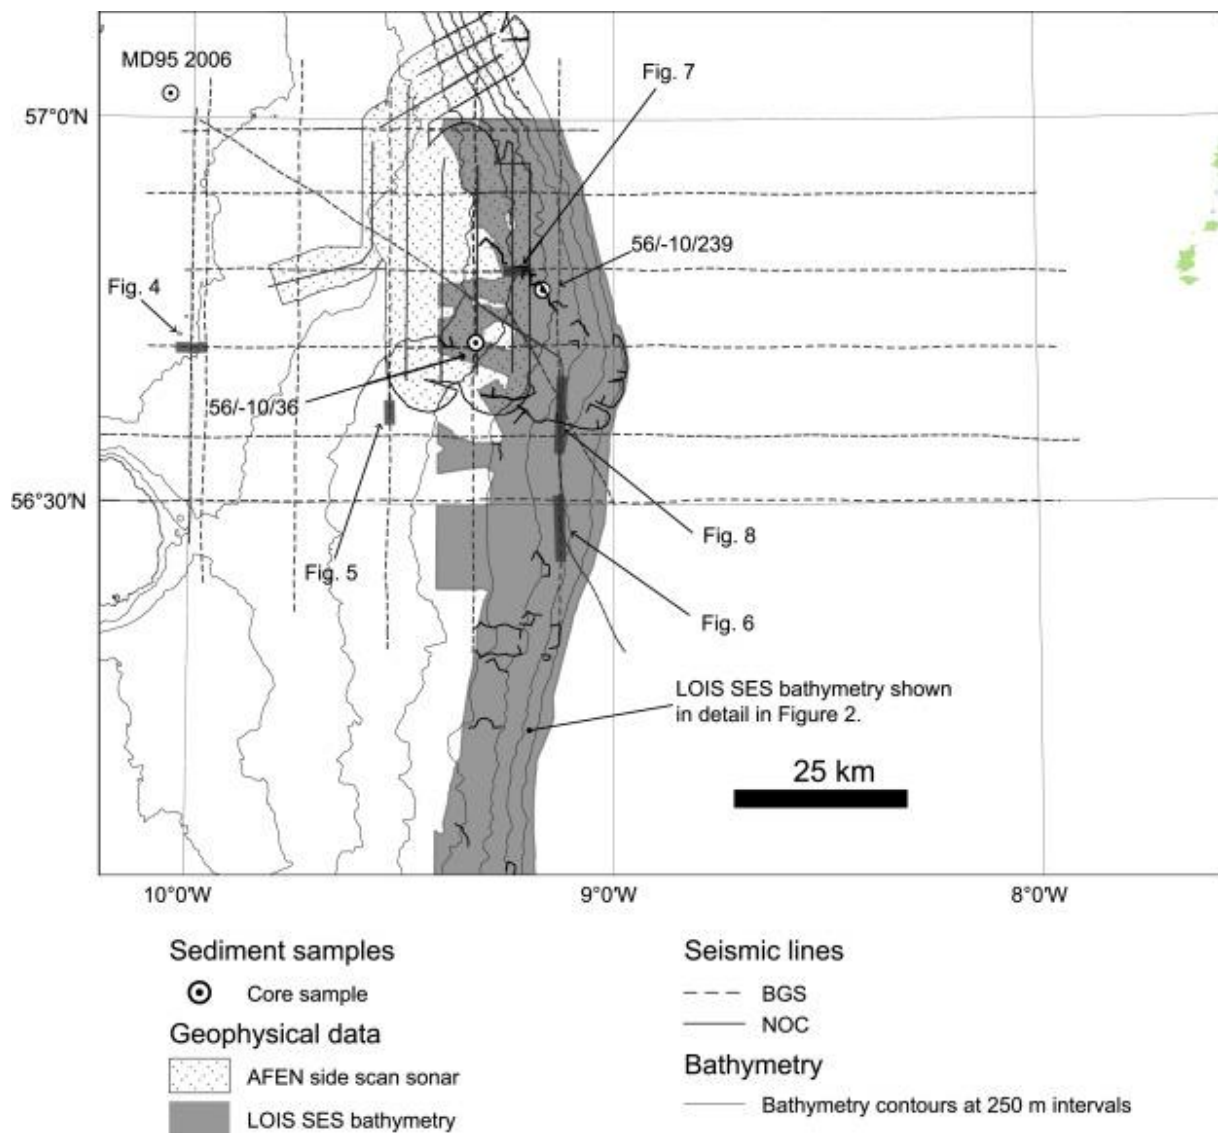 MD95 2006
Fig. 7
57°0'N
56/-10/239
Fig. 4
56/-10/36
56°30'N
Fig. 8
Fig. 5
Fig. 6
LOIS SES bathymetry shown
in detail in Figure 2.
25 km
10°0'W
9°0'W
8°0'W
Sediment samples
Core sample
Geophysical data
AFEN side scan sonar
LOIS SES bathymetry
Seismic lines
BGS
NOC
Bathymetry
Bathymetry contours at 250 m intervals